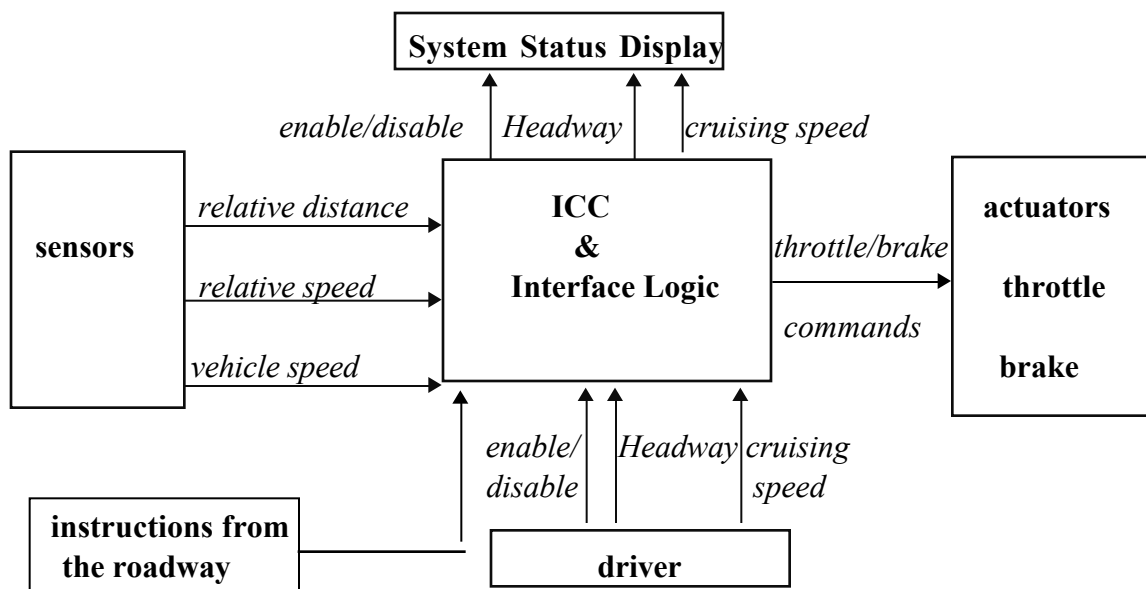 System Status Display
enable/disable
Headway
cruising speed
sensors
relative distance
relative speed
vehicle speed
ICC
&
Interface Logic
throttle/brake
commands
actuators
throttle
brake
enable/
disable
Headway
cruising
speed
instructions from
the roadway
driver